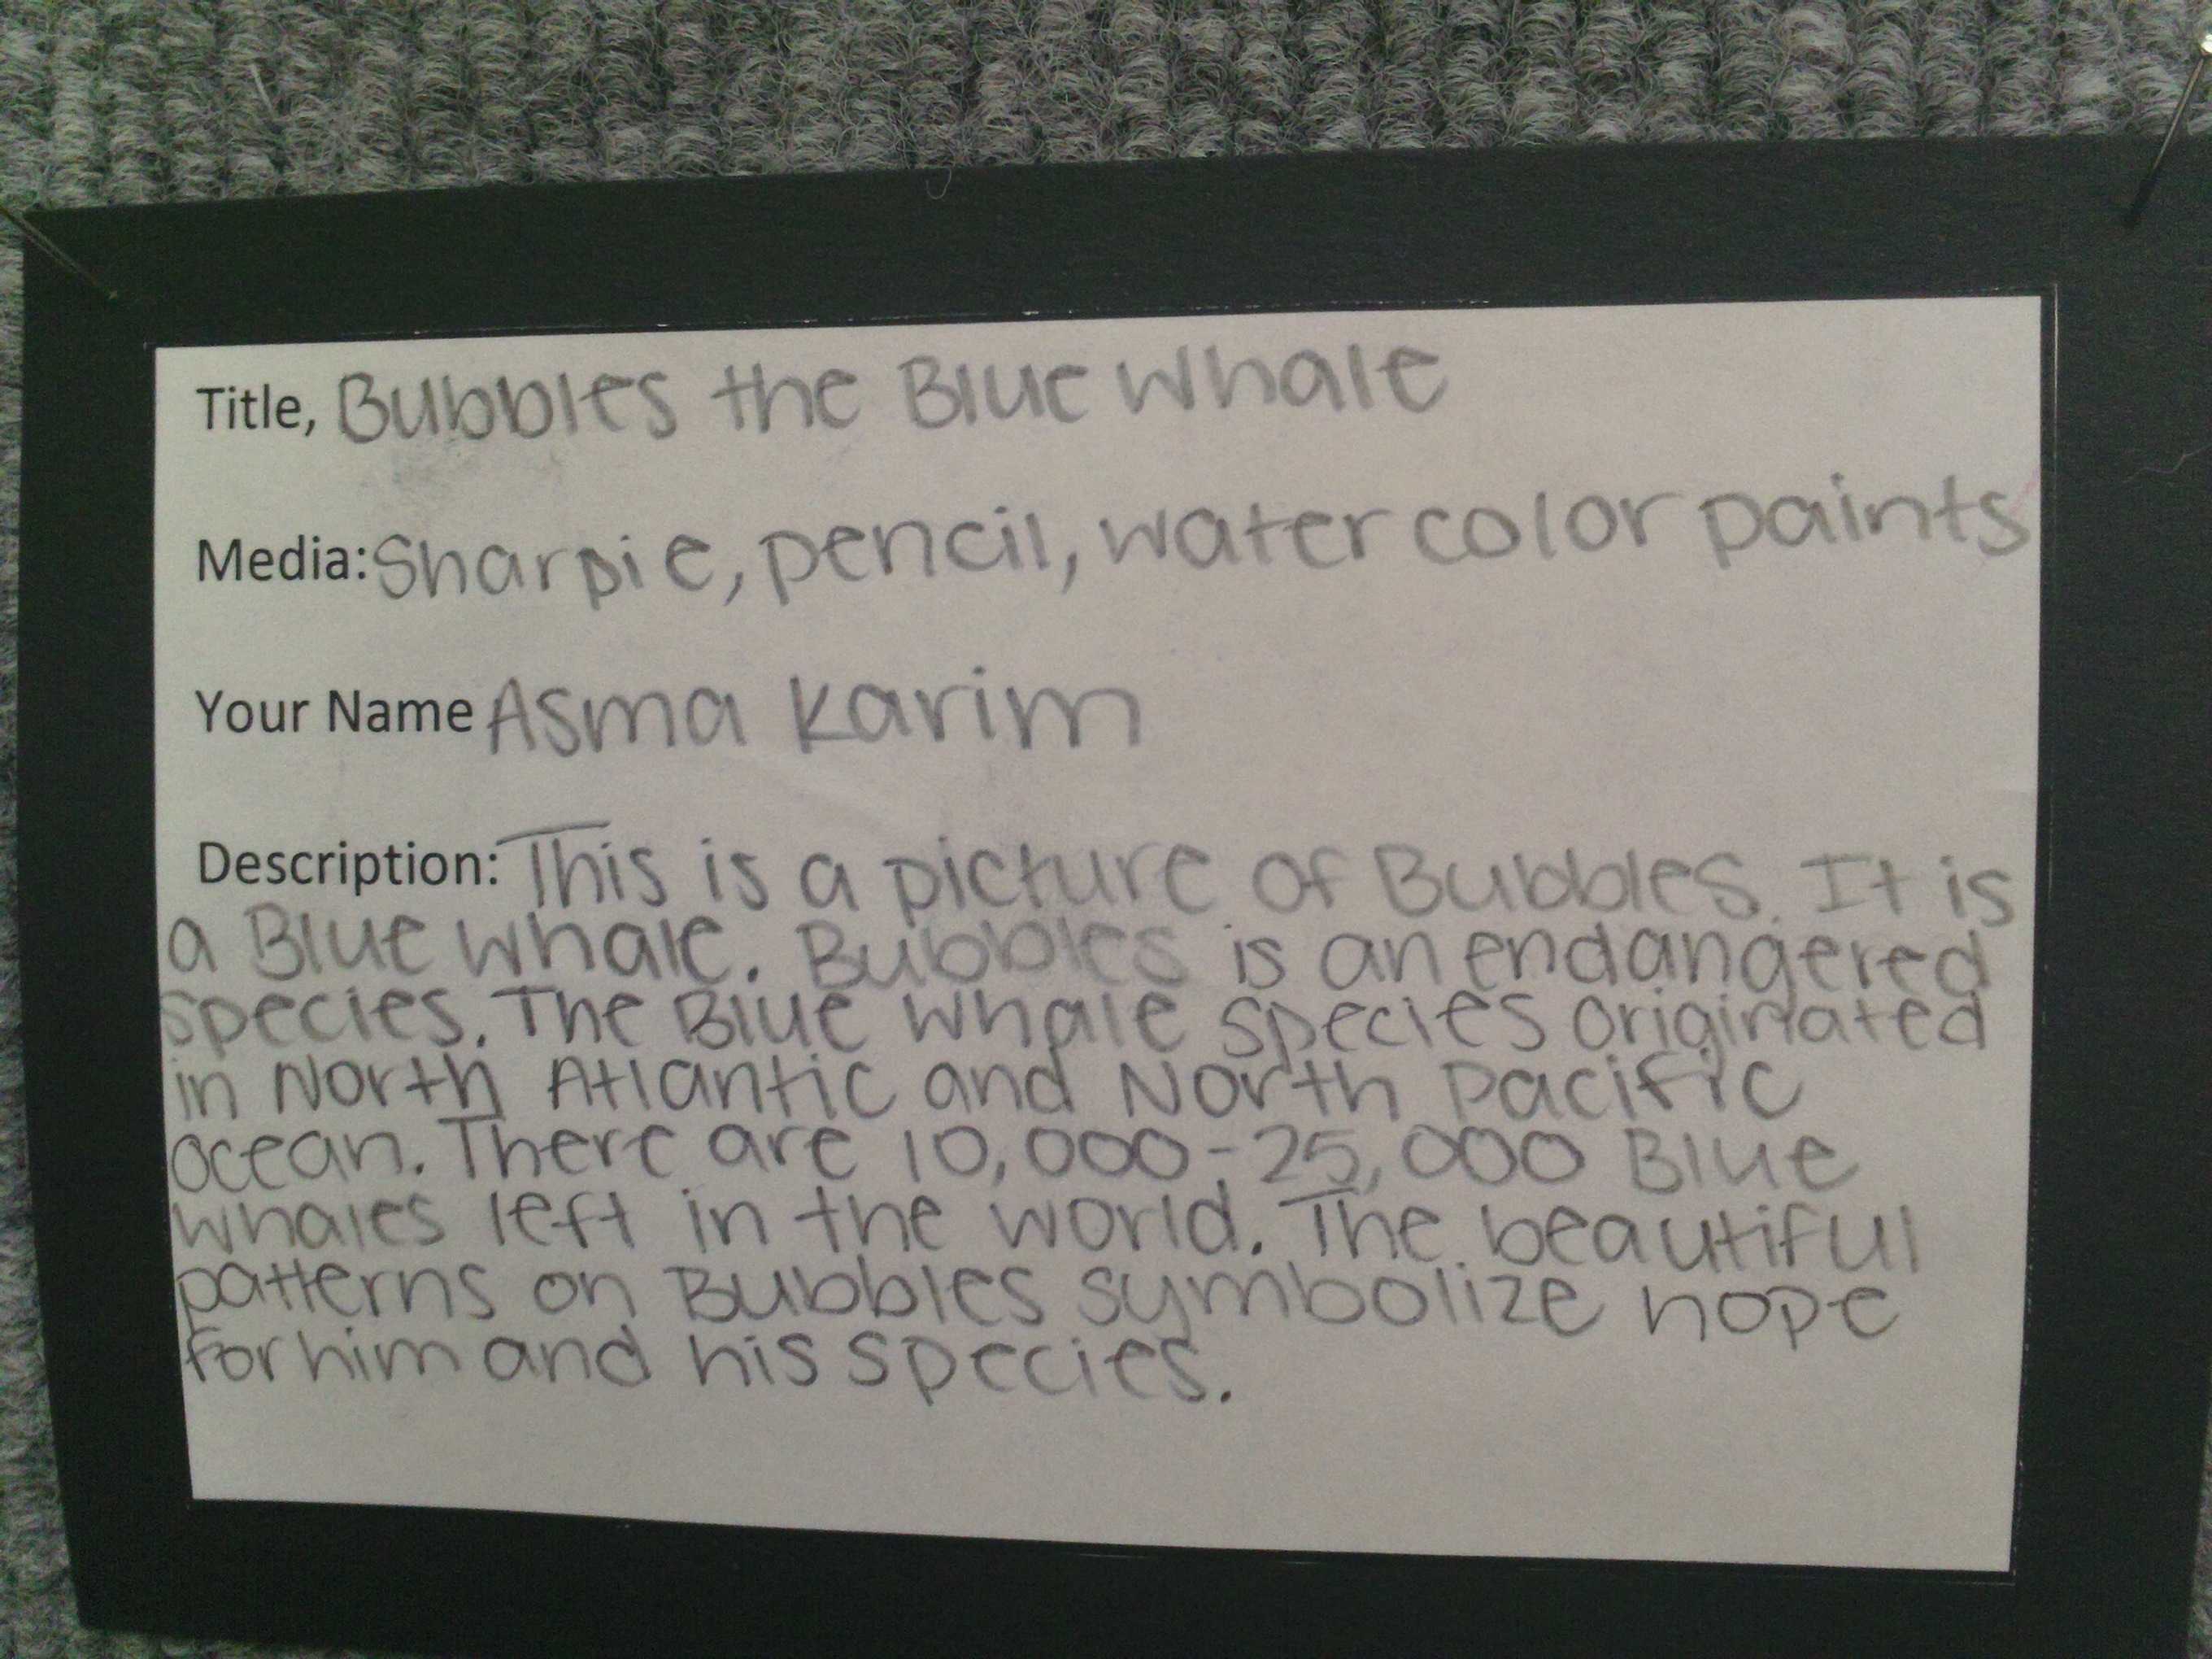 Title, Bubbles the Blue Whale
Media: Sharpie, pencil, water color paints
Your Name Asma Karim
Description: This is a picture of Bubbles. It is
a Blue Whale. Bubbles is an endangered
species. The Blue Whale species originated
in North Atlantic and North Pacific
Ocean. There are 10,000-25,000 Blue
whales left in the world. The beautiful
patterns on Bubbles symbolize hope
for him and his species.